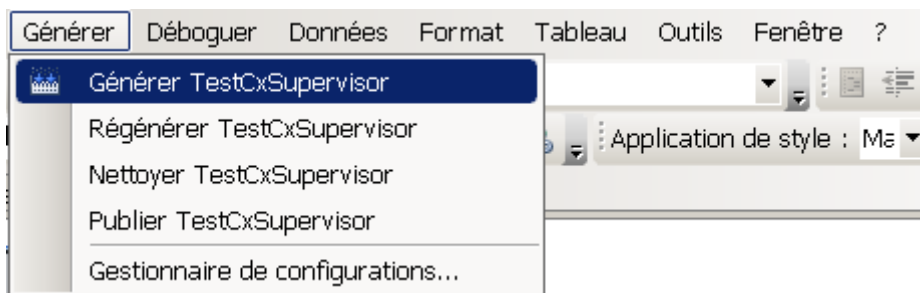 Générer Déboguer Données Format Tableau Outils Fenêtre ?
Générer TestCxSupervisor
Régénérer TestCxSupervisor
Application de style : Ma
Nettoyer TestCxSupervisor
Publier TestCxSupervisor
Gestionnaire de configurations...